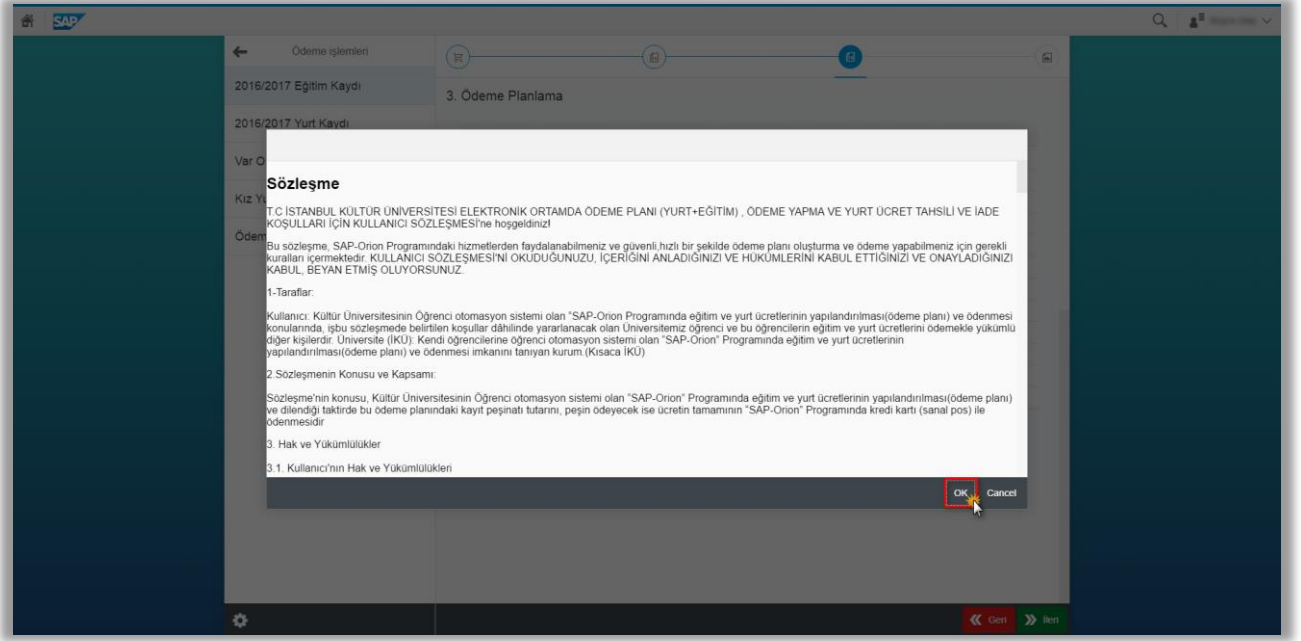 SAP
Ödeme işlemleri
2016/2017 Eğitim Kaydı
2016/2017 Yurt Kaydı
Var O
Kız Yu
Ödem
3. Ödeme Planlama
Sözleşme
T.C İSTANBUL KÜLTÜR ÜNİVERSİTESİ ELEKTRONİK ORTAMDA ÖDEME PLANI (YURT+EĞİTİM) , ÖDEME YAPMA VE YURT ÜCRET TAHSİLİ VE İADE
KOŞULLARI İÇİN KULLANICI SÖZLEŞMESİ'ne hoşgeldiniz!
Bu sözleşme, SAP-Orion Programındaki hizmetlerden faydalanabilmeniz ve güvenli,hızlı bir şekilde ödeme planı oluşturma ve ödeme yapabilmeniz için gerekli
kuralları içermektedir. KULLANICI SÖZLEŞMESİ'Nİ OKUDUĞUNUZU, İÇERİĞİNİ ANLADIĞINIZI VE HÜKÜMLERİNİ KABUL ETTİĞİNİZİ VE ONAYLADIĞINIZI
KABUL, BEYAN ETMİŞ OLUYORSUNUZ.
1-Taraflar:
Kullanıcı: Kültür Üniversitesinin Öğrenci otomasyon sistemi olan "SAP-Orion Programında eğitim ve yurt ücretlerinin yapılandırılması(ödeme planı) ve ödenmesi
konularında, işbu sözleşmede belirtilen koşullar dâhilinde yararlanacak olan Üniversitemiz öğrenci ve bu öğrencilerin eğitim ve yurt ücretlerini ödemekle yükümlü
diğer kişilerdir. Üniversite (İKÜ): Kendi öğrencilerine öğrenci otomasyon sistemi olan "SAP-Orion" Programında eğitim ve yurt ücretlerinin
yapılandırılması(ödeme planı) ve ödenmesi imkanını tanıyan kurum.(Kısaca İKÜ)
2.Sözleşmenin Konusu ve Kapsamı:
Sözleşme'nin konusu, Kültür Üniversitesinin Öğrenci otomasyon sistemi olan "SAP-Orion" Programında eğitim ve yurt ücretlerinin yapılandırılması(ödeme planı)
ve dilendiği taktirde bu ödeme planındaki kayıt peşinatı tutarını, peşin ödeyecek ise ücretin tamamının "SAP-Orion" Programında kredi kartı (sanal pos) ile
ödenmesidir
3. Hak ve Yükümlülükler
3.1. Kullanıcı'nın Hak ve Yükümlülükleri
OK Cancel
Geri İleri